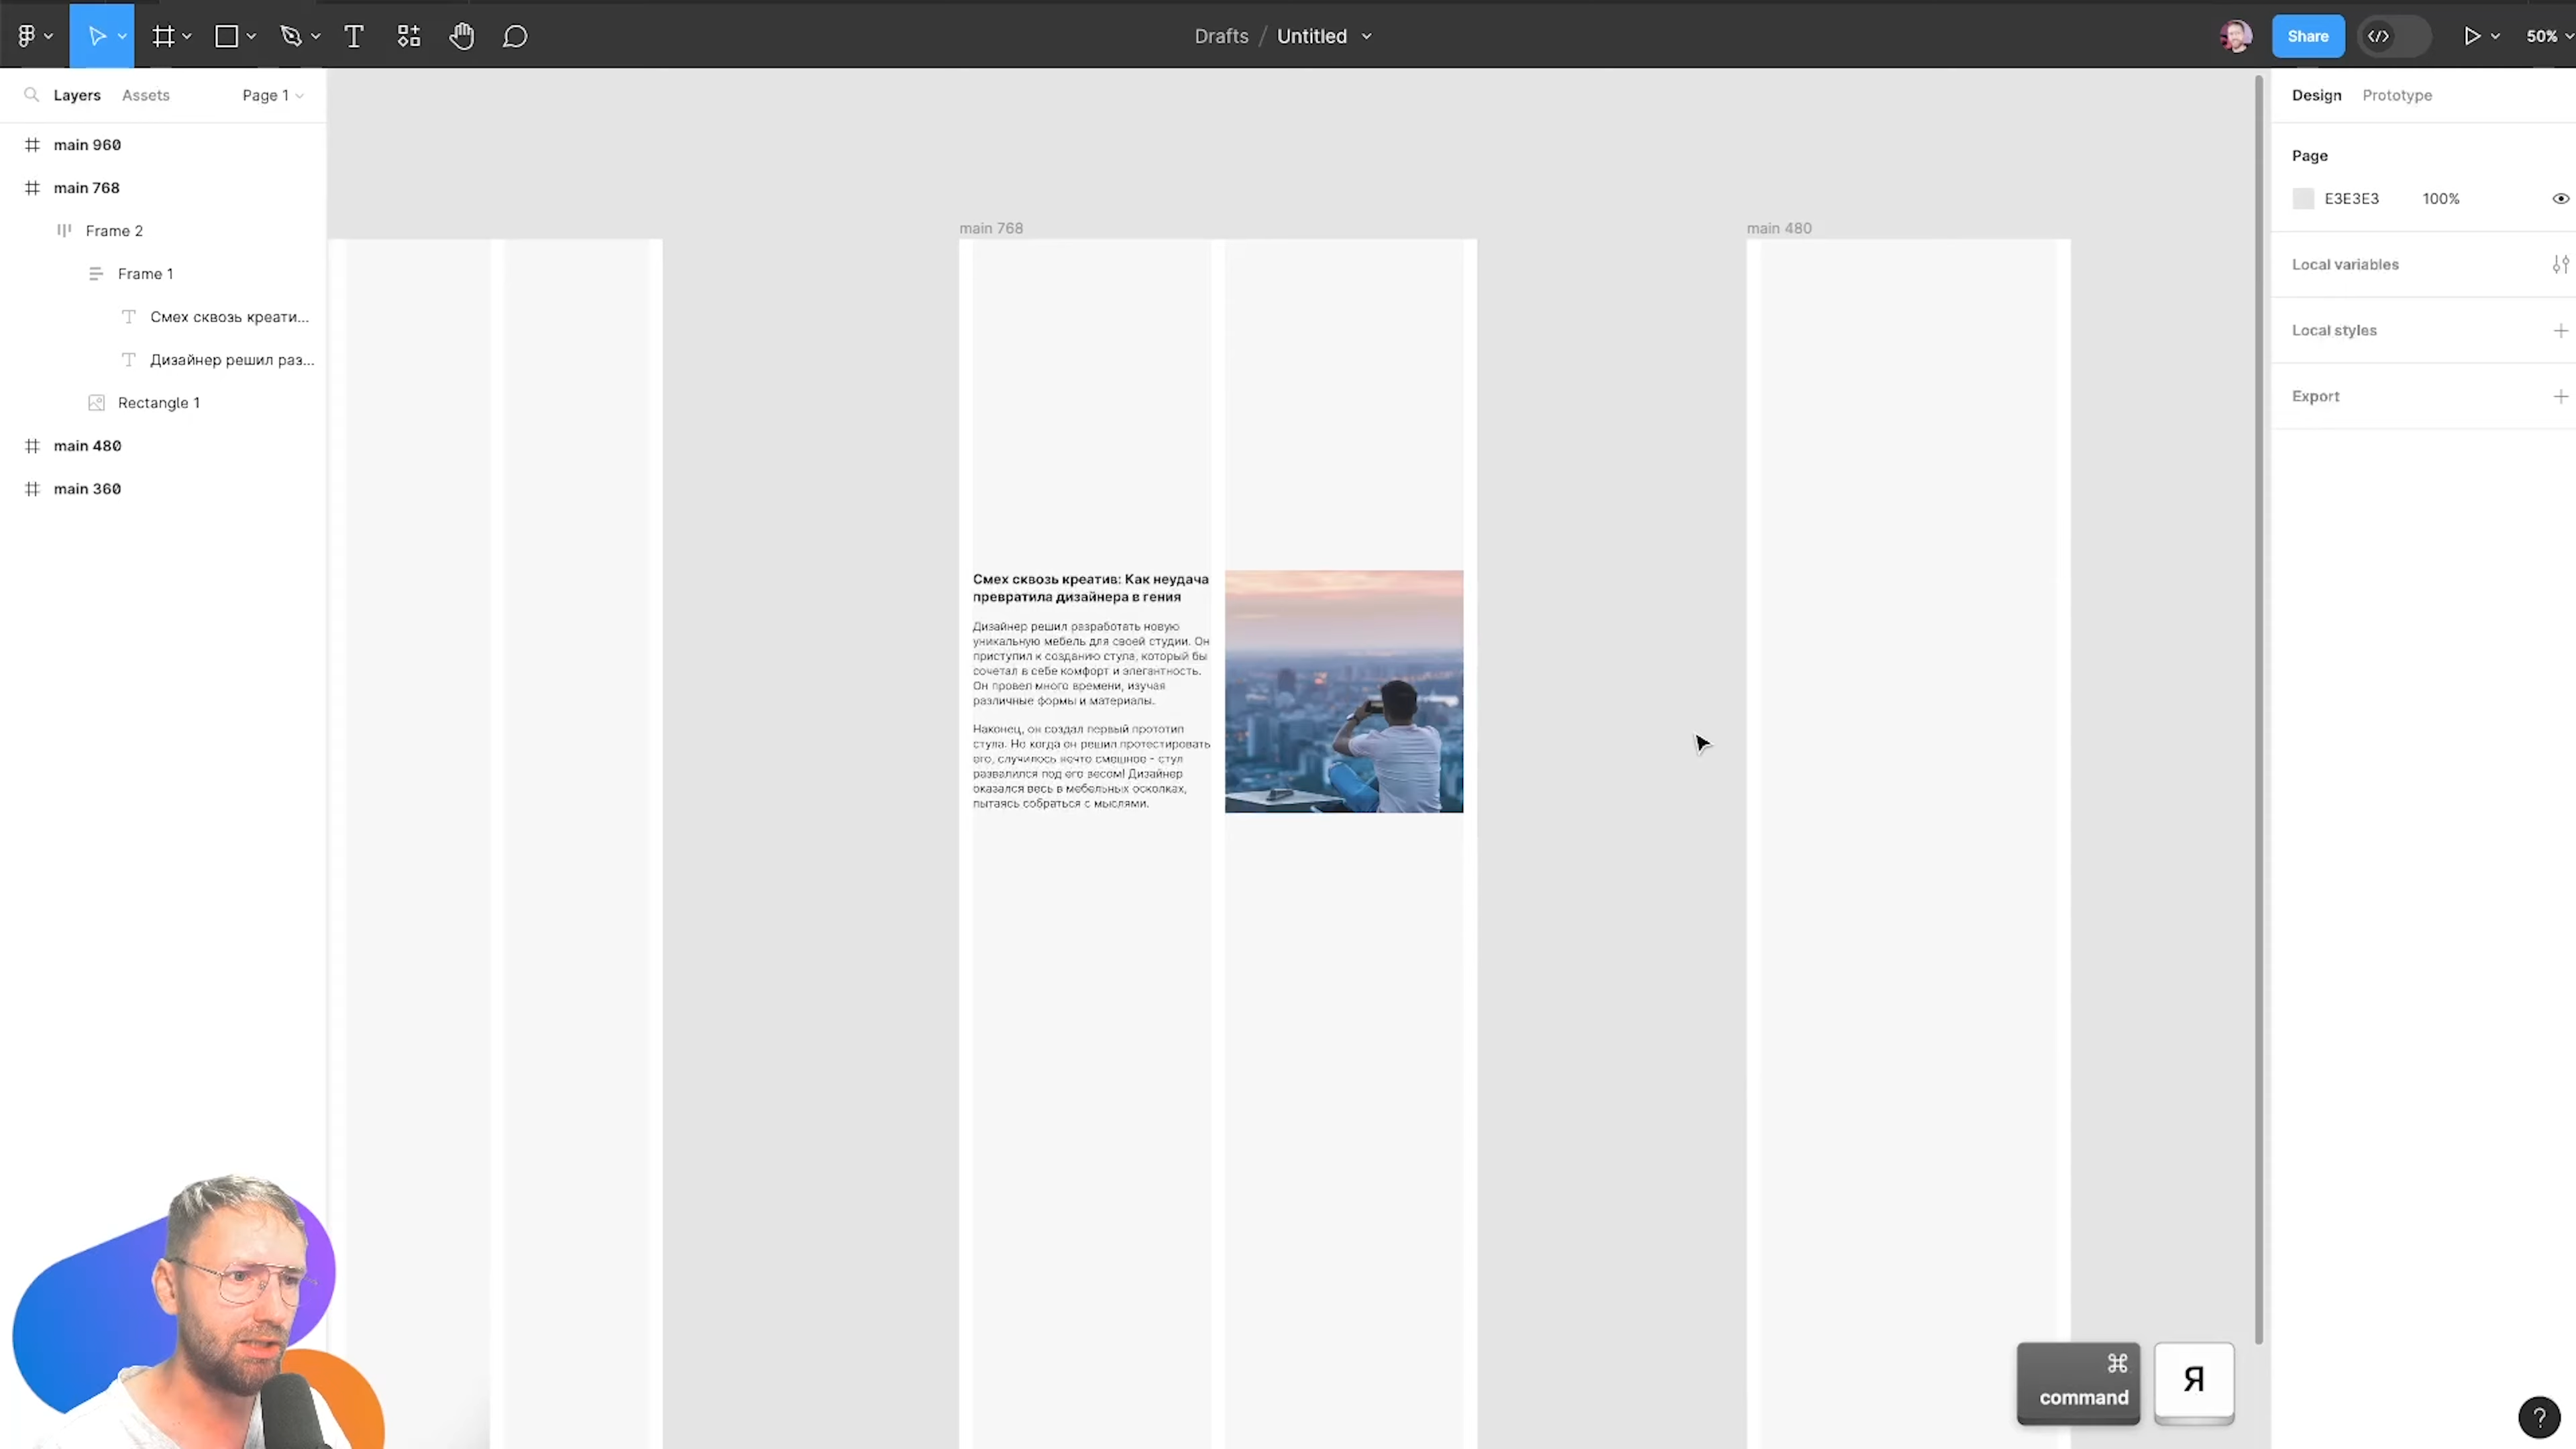 Drafts / Untitled
Share
50%
Layers
Assets
Page 1
Design
Prototype
main 960
main 768
Frame 2
Frame 1
Смех сквозь креати...
Дизайнер решил раз...
Rectangle 1
main 480
main 360
main 768
main 480
Смех сквозь креатив: Как неудача
превратила дизайнера в гения
Дизайнер решил разработать новую
уникальную мебель для своей студии. Он
приступил к созданию стула, который бы
сочетал в себе комфорт и элегантность.
Он провел много времени, изучая
различные формы и материалы.
Наконец, он создал первый прототип
стула. Но когда он решил протестировать
его, случилось нечто смешное - стул
развалился под его весом! Дизайнер
оказался весь в мебельных осколках,
пытаясь собраться с мыслями.
Page
E3E3E3 100%
Local variables
Local styles
Export
⌘
command
Я
?